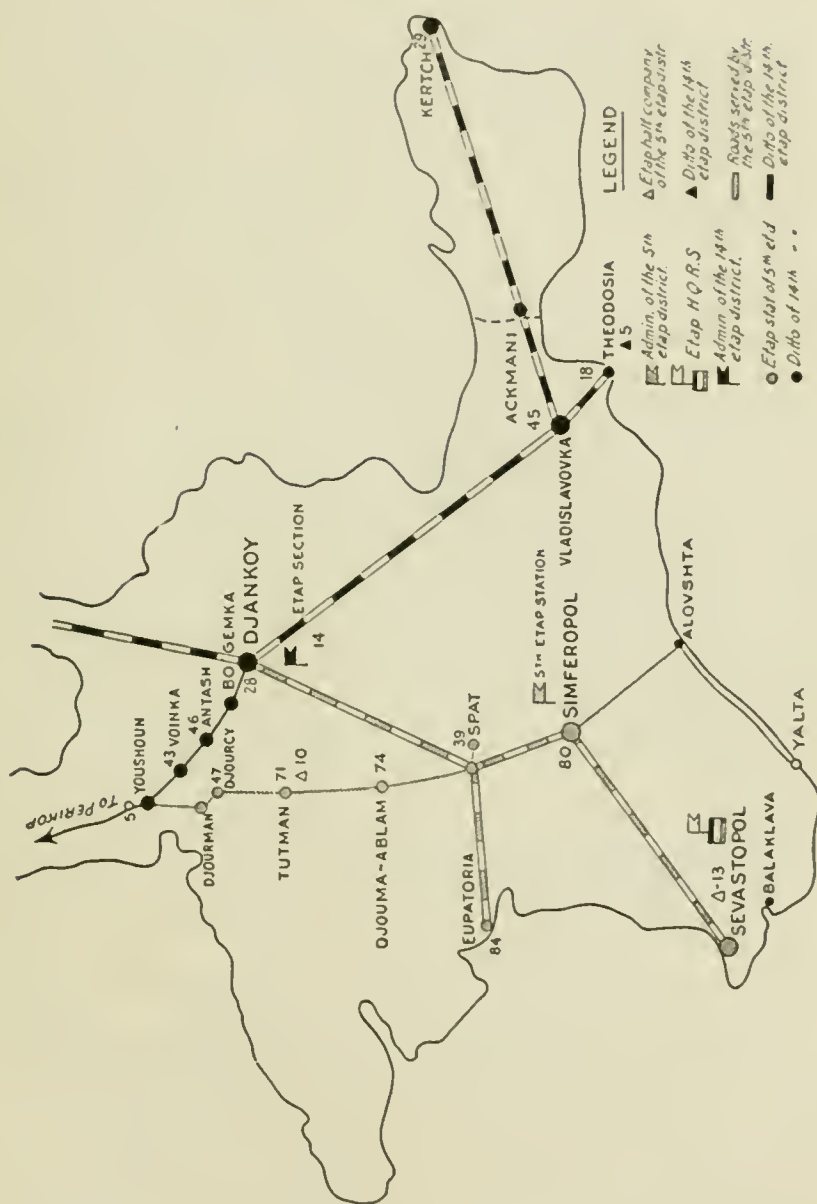 TO PERIKOP
5
YOUSHOUN
43 VOINKA
46
ANTASH
BOGEMKA
28 DJANKOY
14
ETAP SECTION
DJOURMAN
47
DJOURCY
TUTMAN
71
△10
DJOUMA-ABLAM
74
39
SPAT
EUPATORIA
84
5TH ETAP STATION
SIMFEROPOL
80
△-13
SEVASTOPOL
BALAKLAVA
YALTA
ALOVSHTA
VLADISLAVOVKA
45
ACKMANI
18
THEODOSIA
▲5
KERTCH
29
LEGEND
Admin. of the 5th
etap district.
Etap HQRS
Admin of the 14th
etap district.
Etap stat of 5th etd
Ditto of 14th " "
△ Etap half company
of the 5th etap distr
▲ Ditto of the 14th
etap district
Roads served by
the 5th etap distr.
Ditto of the 14th.
etap district